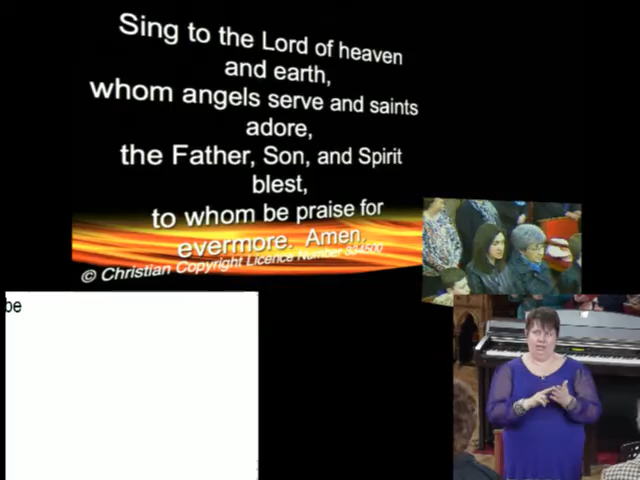 Sing to the Lord of heaven
and earth,
whom angels serve and saints
adore,
the Father, Son, and Spirit
blest,
to whom be praise for
evermore. Amen.
© Christian Copyright Licence Number 334500
be